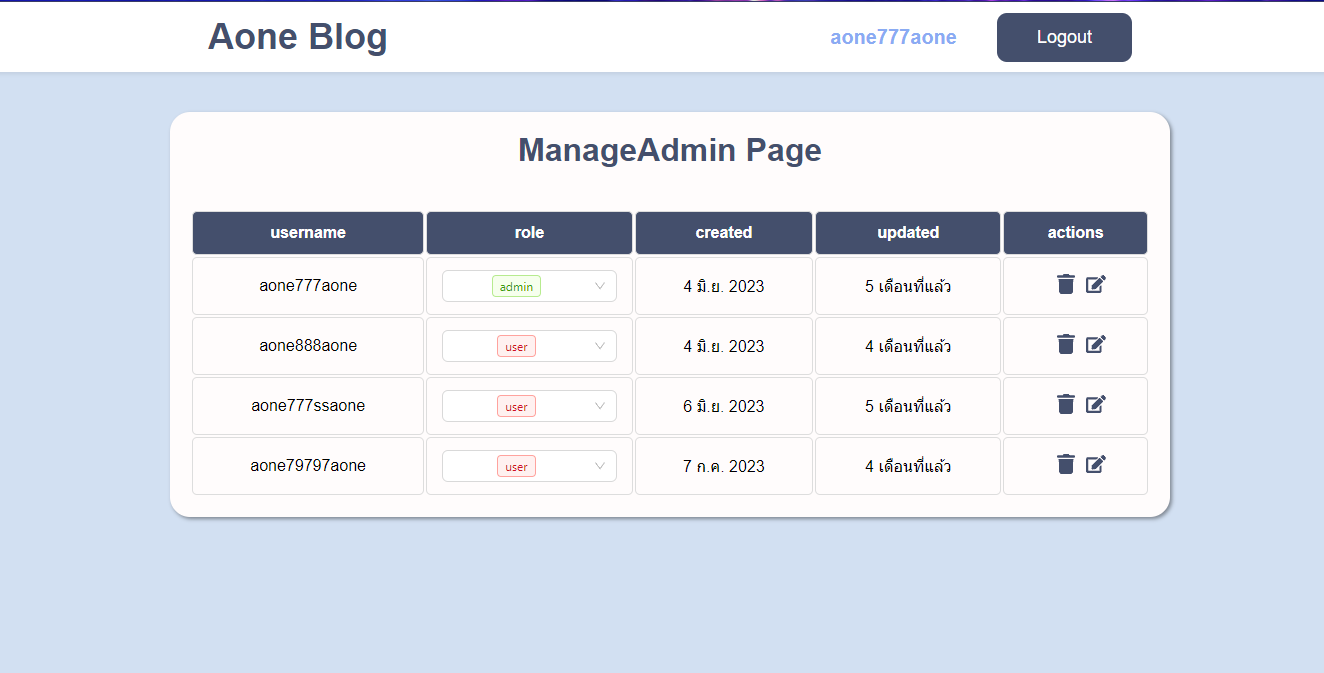 Aone Blog aone777aone Logout
ManageAdmin Page
username role created updated actions
aone777aone admin 4 มิ.ย. 2023 5 เดือนที่แล้ว
aone888aone user 4 มิ.ย. 2023 4 เดือนที่แล้ว
aone777ssaone user 6 มิ.ย. 2023 5 เดือนที่แล้ว
aone79797aone user 7 ก.ค. 2023 4 เดือนที่แล้ว